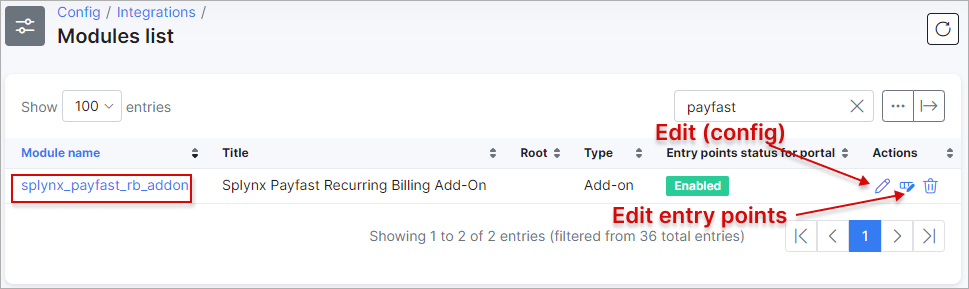 Config / Integrations /
Modules list
Show 100 entries
payfast
Edit (config)
Module name Title Root Type Entry points status for portal Actions
splynx_payfast_rb_addon Splynx Payfast Recurring Billing Add-On Add-on Enabled
Edit entry points
Showing 1 to 2 of 2 entries (filtered from 36 total entries)
1